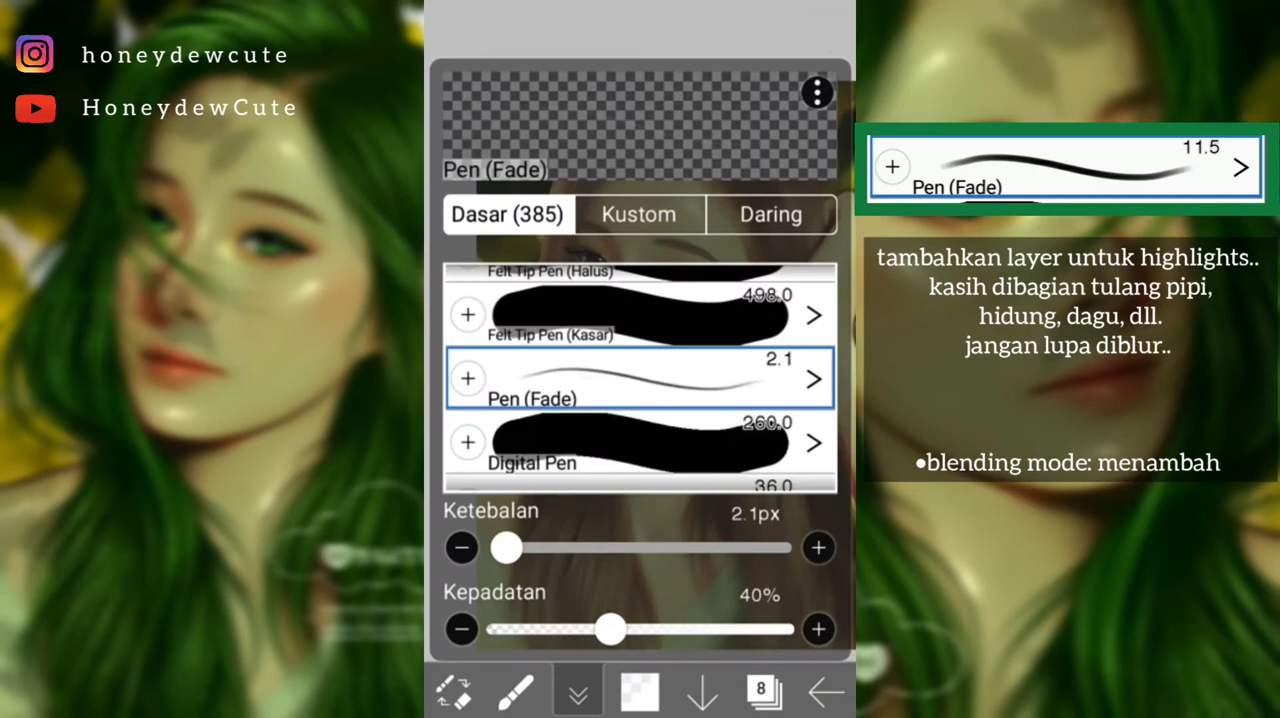 honeydewcute
HoneydewCute
Pen (Fade)
Dasar (385)
Kustom
Daring
Felt Tip Pen (Halus)
498.0
Felt Tip Pen (Kasar)
2.1
Pen (Fade)
260.0
Digital Pen
36.0
Ketebalan
2.1px
Kepadatan
40%
8
11.5
Pen (Fade)
tambahkan layer untuk highlights..
kasih dibagian tulang pipi,
hidung, dagu, dll.
jangan lupa diblur..
•blending mode: menambah